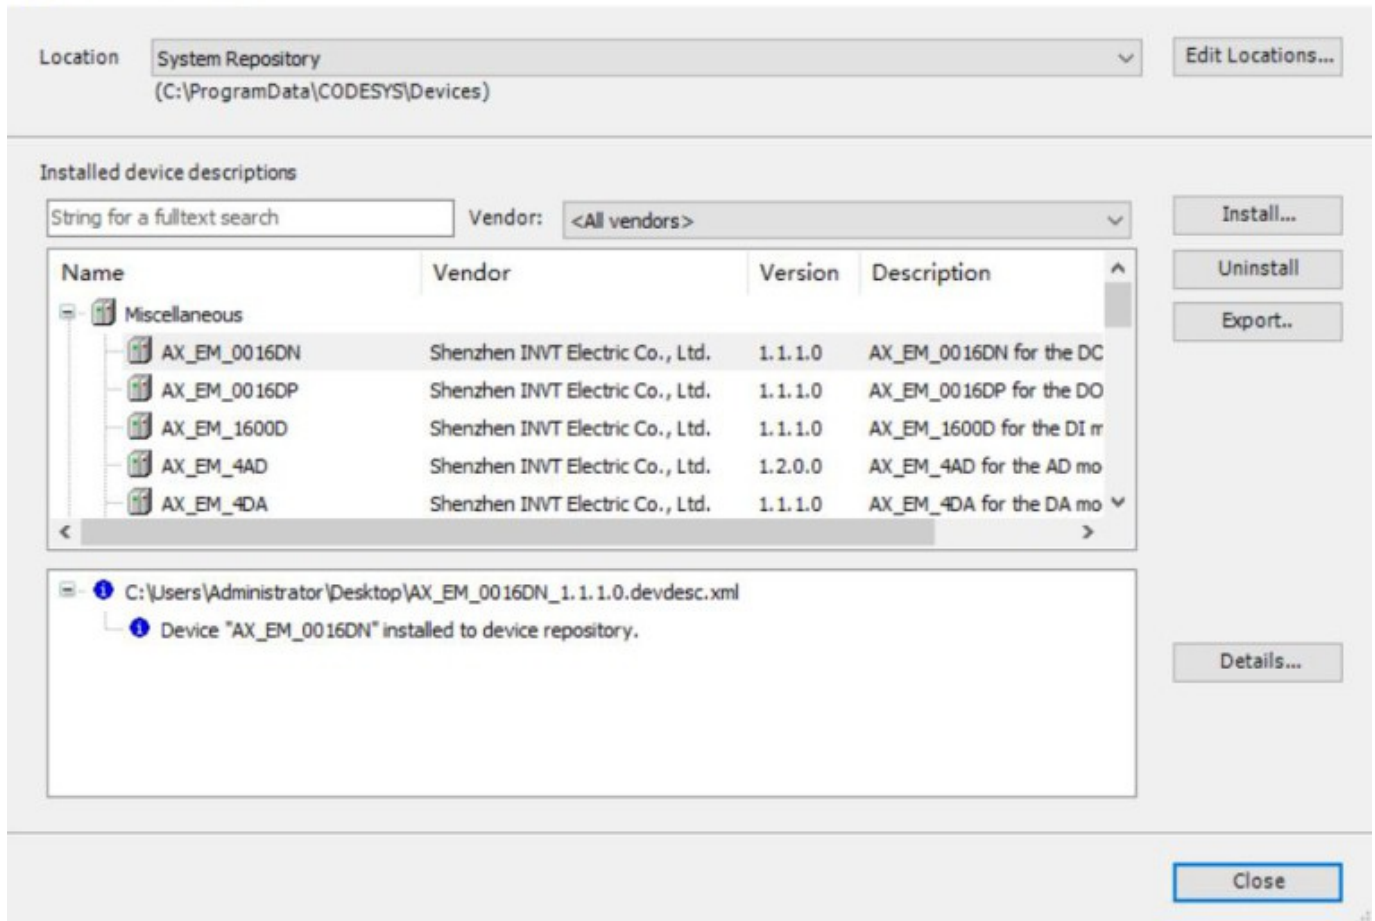 Location System Repository Edit Locations...
(C:\ProgramData\CODESYS\Devices)
Installed device descriptions
String for a fulltext search Vendor: <All vendors> Install...
Name Vendor Version Description Uninstall
Miscellaneous Export..
AX_EM_0016DN Shenzhen INVT Electric Co., Ltd. 1.1.1.0 AX_EM_0016DN for the DO
AX_EM_0016DP Shenzhen INVT Electric Co., Ltd. 1.1.1.0 AX_EM_0016DP for the DO
AX_EM_1600D Shenzhen INVT Electric Co., Ltd. 1.1.1.0 AX_EM_1600D for the DI m
AX_EM_4AD Shenzhen INVT Electric Co., Ltd. 1.2.0.0 AX_EM_4AD for the AD mo
AX_EM_4DA Shenzhen INVT Electric Co., Ltd. 1.1.1.0 AX_EM_4DA for the DA mo
C:\Users\Administrator\Desktop\AX_EM_0016DN_1.1.1.0.devdesc.xml
Device "AX_EM_0016DN" installed to device repository.
Details...
Close